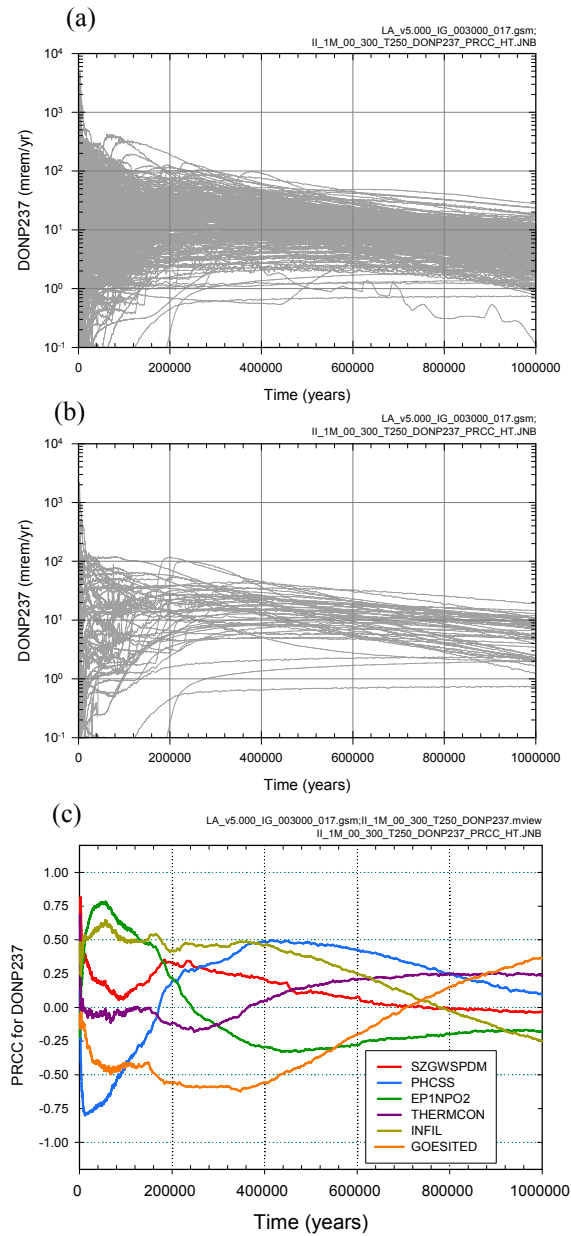 (a)
LA_v5.000_IG_003000_017.gsm;
II_1M_00_300_T250_DONP237_PRCC_HT.JNB
10⁴
10³
10²
10¹
10⁰
10⁻¹
DONP237 (mrem/yr)
0 200000 400000 600000 800000 1000000
Time (years)
(b)
LA_v5.000_IG_003000_017.gsm;
II_1M_00_300_T250_DONP237_PRCC_HT.JNB
10⁴
10³
10²
10¹
10⁰
10⁻¹
DONP237 (mrem/yr)
0 200000 400000 600000 800000 1000000
Time (years)
(c)
LA_v5.000_IG_003000_017.gsm;II_1M_00_300_T250_DONP237.mview
II_1M_00_300_T250_DONP237_PRCC_HT.JNB
1.00
0.75
0.50
0.25
0.00
-0.25
-0.50
-0.75
-1.00
PRCC for DONP237
SZGWSPDM
PHCSS
EP1NPO2
THERMCON
INFIL
GOESITED
0 200000 400000 600000 800000 1000000
Time (years)